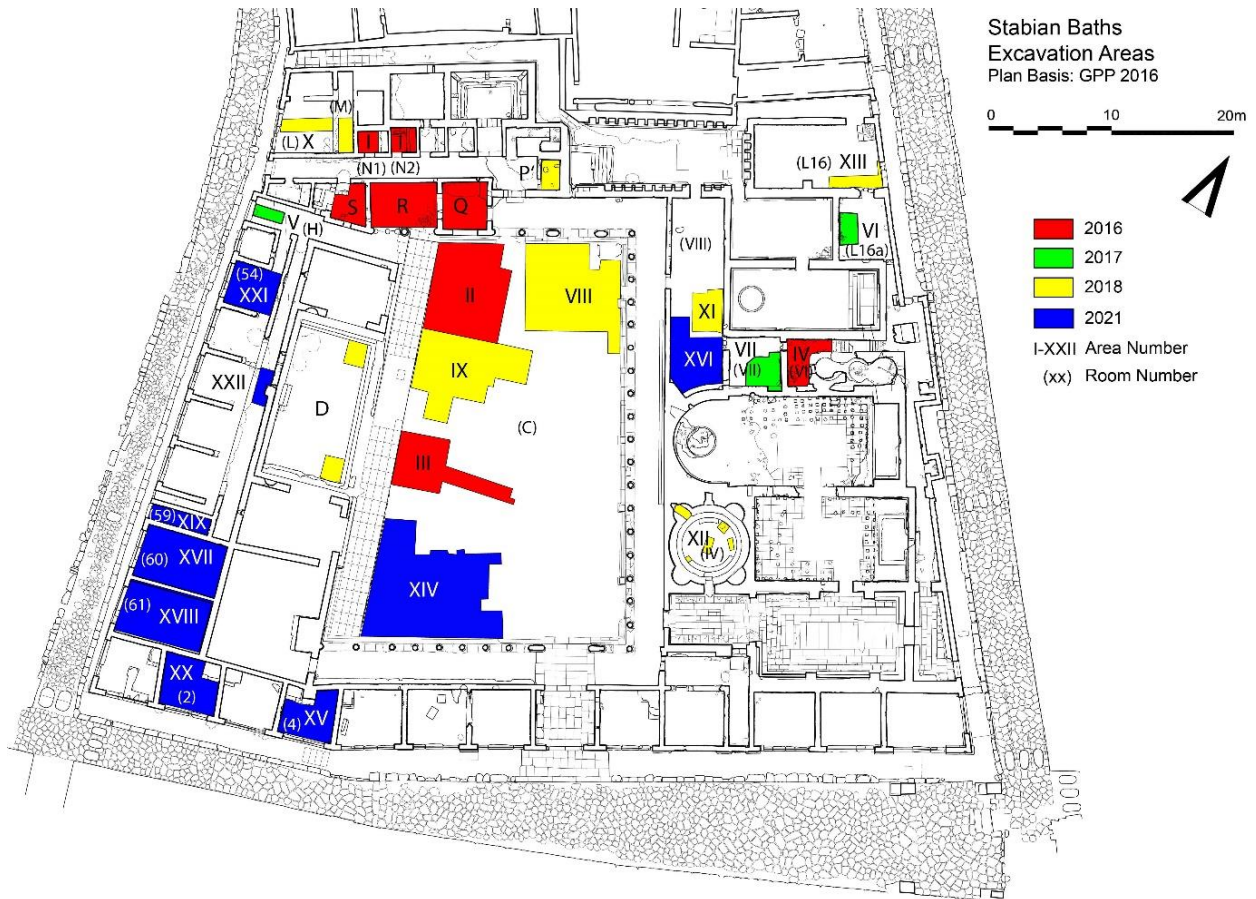 Stabian Baths
Excavation Areas
Plan Basis: GPP 2016
0 10 20m
2016
2017
2018
2021
I-XXII Area Number
(xx) Room Number
(M)
(L) X
I
(N1) (N2)
P'
S
R
Q
V (H)
(54)
XXI
XXII
D
(59) XIX
(60) XVII
(61) XVIII
XX
(2)
(4) XV
II
VIII
IX
(C)
III
XIV
(L16) XIII
(VIII)
VI
(L16a)
XI
XVI
VII
(VII)
IV
(VI)
XII
(IV)